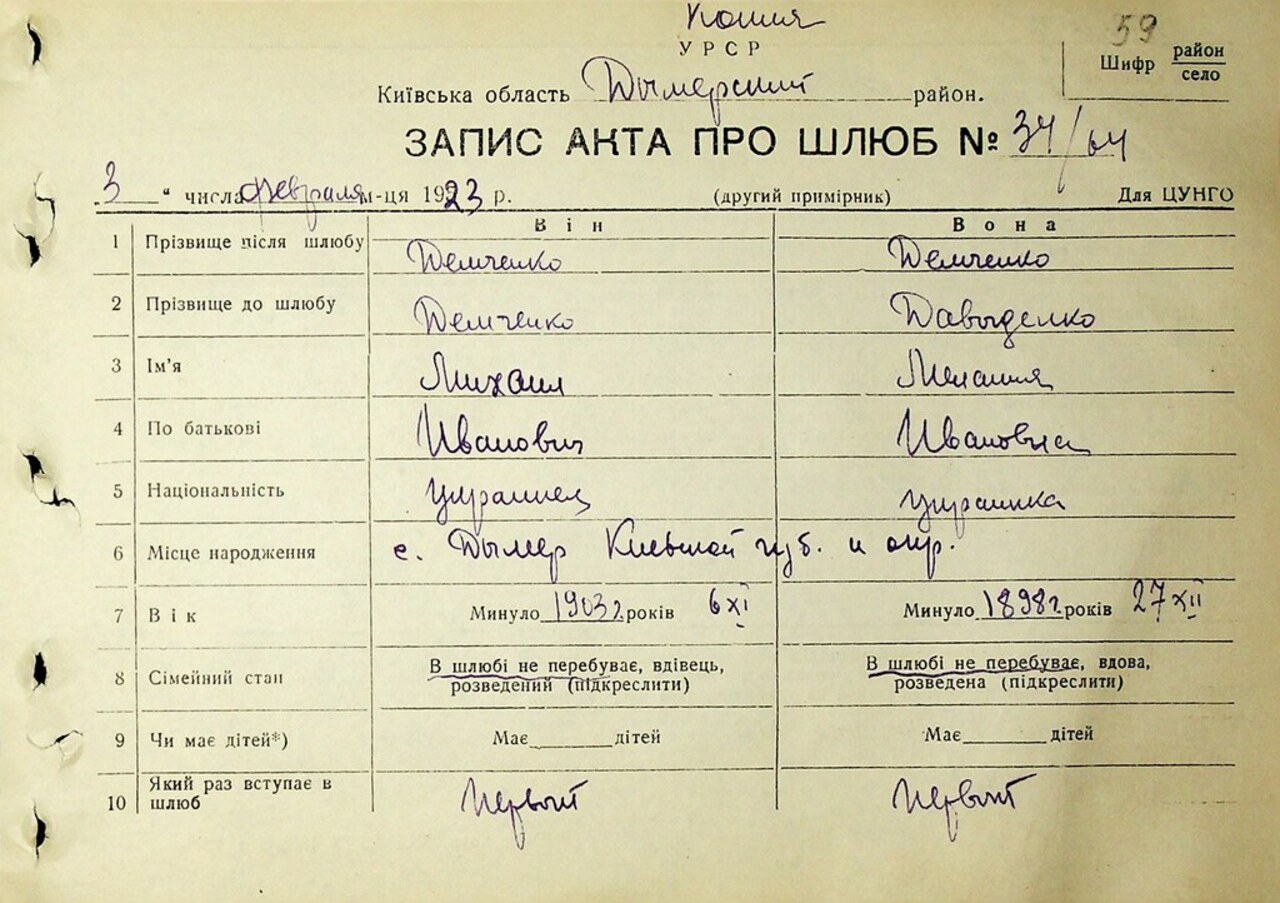 Копия
59
УРСР
Шифр район село
Київська область Дымерский район.
ЗАПИС АКТА ПРО ШЛЮБ № 34/64
3 " числа февраля м-ця 1923 р. (другий примірник) Для ЦУНГО
Він Вона
1 Прізвище після шлюбу Демченко Демченко
2 Прізвище до шлюбу Демченко Давыденко
3 Ім'я Михаил Мелания
4 По батькові Иванович Ивановна
5 Національність украинец украинка
6 Місце народження с. Дымер Киевской губ. и окр.
7 Вік Минуло 1903 г. років 6 XI Минуло 1898 г. років 27 XII
8 Сімейний стан В шлюбі не перебуває, вдівець, В шлюбі не перебуває, вдова,
розведений (підкреслити) розведена (підкреслити)
9 Чи має дітей*) Має дітей Має дітей
10 Який раз вступає в шлюб первый первый